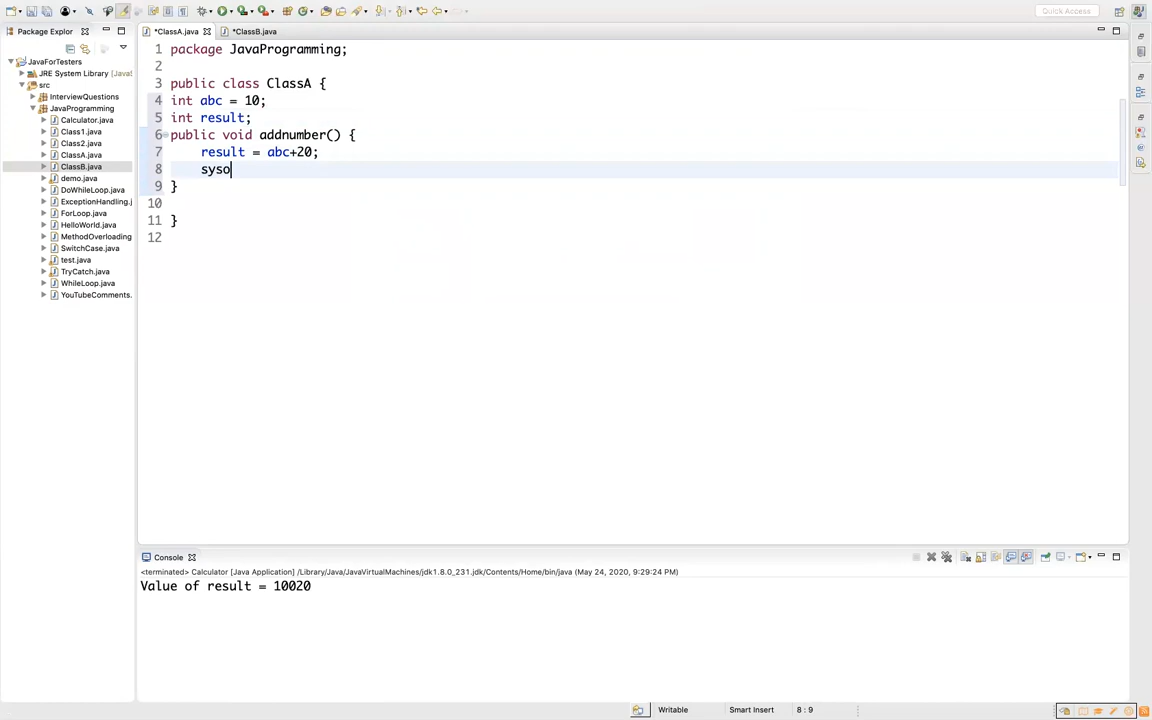 Quick Access
Package Explor
*ClassA.java
*ClassB.java
JavaForTesters
JRE System Library [Java
src
InterviewQuestions
JavaProgramming
Calculator.java
Class1.java
Class2.java
ClassA.java
ClassB.java
demo.java
DoWhileLoop.java
ExceptionHandling.j
ForLoop.java
HelloWorld.java
MethodOverloading
SwitchCase.java
test.java
TryCatch.java
WhileLoop.java
YouTubeComments.
1 package JavaProgramming;
2
3 public class ClassA {
4 int abc = 10;
5 int result;
6 public void addnumber() {
7 result = abc+20;
8 syso
9 }
10
11 }
12
Console
<terminated> Calculator [Java Application] /Library/Java/JavaVirtualMachines/jdk1.8.0_231.jdk/Contents/Home/bin/java (May 24, 2020, 9:29:24 PM)
Value of result = 10020
Writable Smart Insert 8 : 9